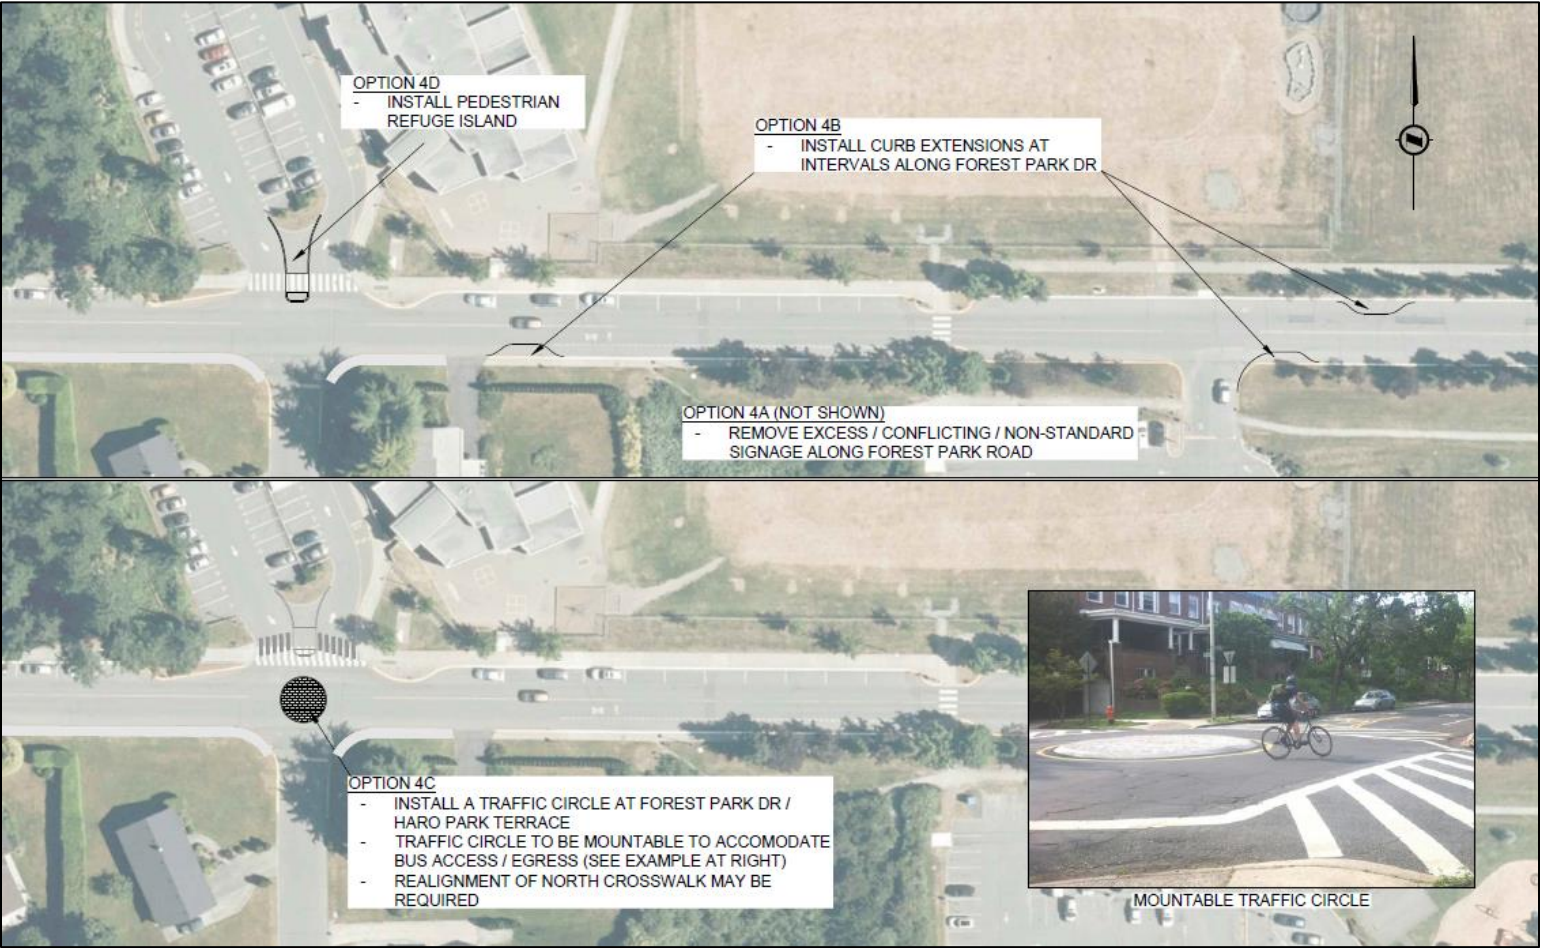 OPTION 4D
- INSTALL PEDESTRIAN
REFUGE ISLAND
OPTION 4B
- INSTALL CURB EXTENSIONS AT
INTERVALS ALONG FOREST PARK DR
OPTION 4A (NOT SHOWN)
- REMOVE EXCESS / CONFLICTING / NON-STANDARD
SIGNAGE ALONG FOREST PARK ROAD
OPTION 4C
- INSTALL A TRAFFIC CIRCLE AT FOREST PARK DR /
HARO PARK TERRACE
- TRAFFIC CIRCLE TO BE MOUNTABLE TO ACCOMODATE
BUS ACCESS / EGRESS (SEE EXAMPLE AT RIGHT)
- REALIGNMENT OF NORTH CROSSWALK MAY BE
REQUIRED
MOUNTABLE TRAFFIC CIRCLE